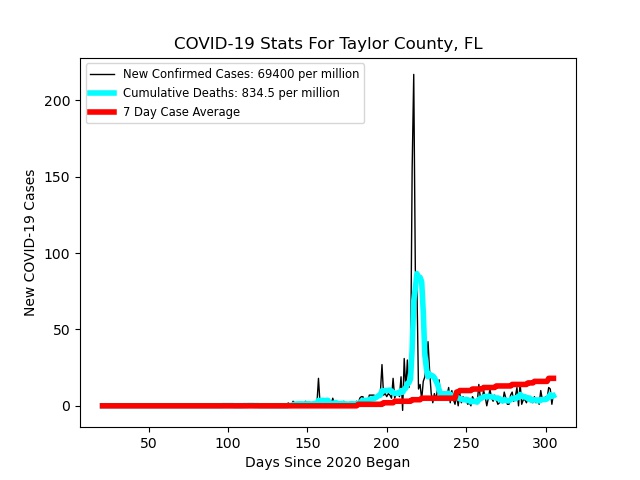 COVID-19 Stats For Taylor County, FL
New Confirmed Cases: 69400 per million
Cumulative Deaths: 834.5 per million
7 Day Case Average
New COVID-19 Cases
200
150
100
50
0
50 100 150 200 250 300
Days Since 2020 Began